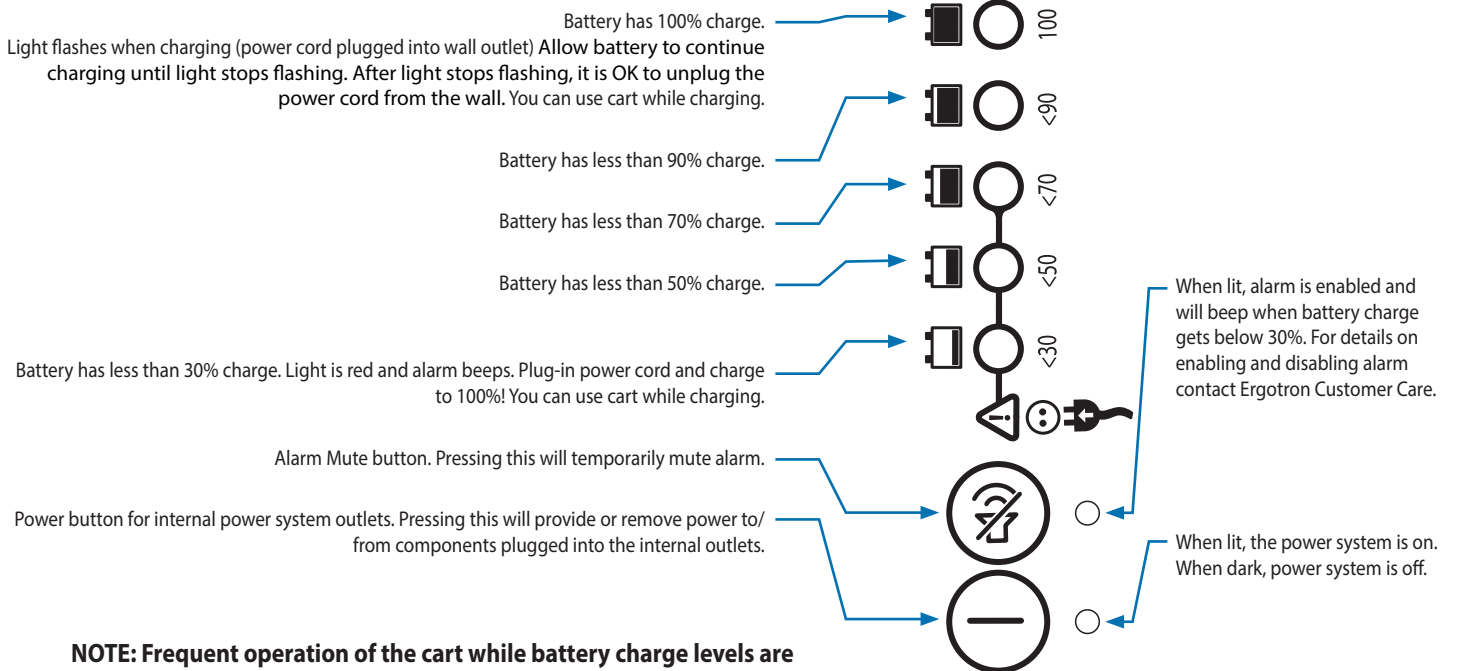 Battery has 100% charge.
Light flashes when charging (power cord plugged into wall outlet) Allow battery to continue
charging until light stops flashing. After light stops flashing, it is OK to unplug the
power cord from the wall. You can use cart while charging.
100
Battery has less than 90% charge.
<90
Battery has less than 70% charge.
<70
Battery has less than 50% charge.
<50
Battery has less than 30% charge. Light is red and alarm beeps. Plug-in power cord and charge
to 100%! You can use cart while charging.
<30
When lit, alarm is enabled and
will beep when battery charge
gets below 30%. For details on
enabling and disabling alarm
contact Ergotron Customer Care.
Alarm Mute button. Pressing this will temporarily mute alarm.
Power button for internal power system outlets. Pressing this will provide or remove power to/
from components plugged into the internal outlets.
When lit, the power system is on.
When dark, power system is off.
NOTE: Frequent operation of the cart while battery charge levels are